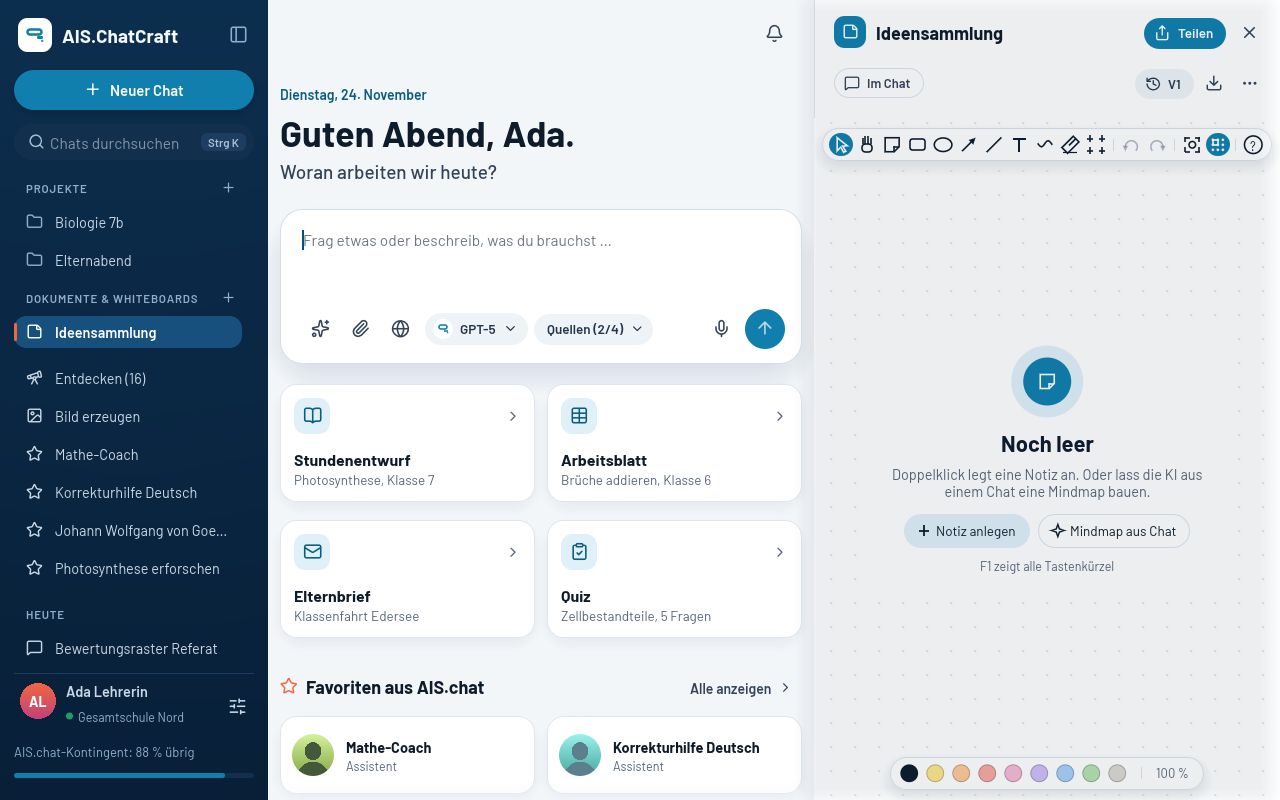 AIS.ChatCraft
Neuer Chat
Chats durchsuchen
Strg K
PROJEKTE
Biologie 7b
Elternabend
DOKUMENTE & WHITEBOARDS
Ideensammlung
Entdecken (16)
Bild erzeugen
Mathe-Coach
Korrekturhilfe Deutsch
Johann Wolfgang von Goe...
Photosynthese erforschen
HEUTE
Bewertungsraster Referat
AL
Ada Lehrerin
Gesamtschule Nord
AIS.chat-Kontingent: 88 % übrig
Dienstag, 24. November
Guten Abend, Ada.
Woran arbeiten wir heute?
Frag etwas oder beschreib, was du brauchst ...
GPT-5
Quellen (2/4)
Stundenentwurf
Photosynthese, Klasse 7
Arbeitsblatt
Brüche addieren, Klasse 6
Elternbrief
Klassenfahrt Edersee
Quiz
Zellbestandteile, 5 Fragen
Favoriten aus AIS.chat
Alle anzeigen
Mathe-Coach
Assistent
Korrekturhilfe Deutsch
Assistent
Ideensammlung
Teilen
Im Chat
V1
Noch leer
Doppelklick legt eine Notiz an. Oder lass die KI aus
einem Chat eine Mindmap bauen.
Notiz anlegen
Mindmap aus Chat
F1 zeigt alle Tastenkürzel
100 %